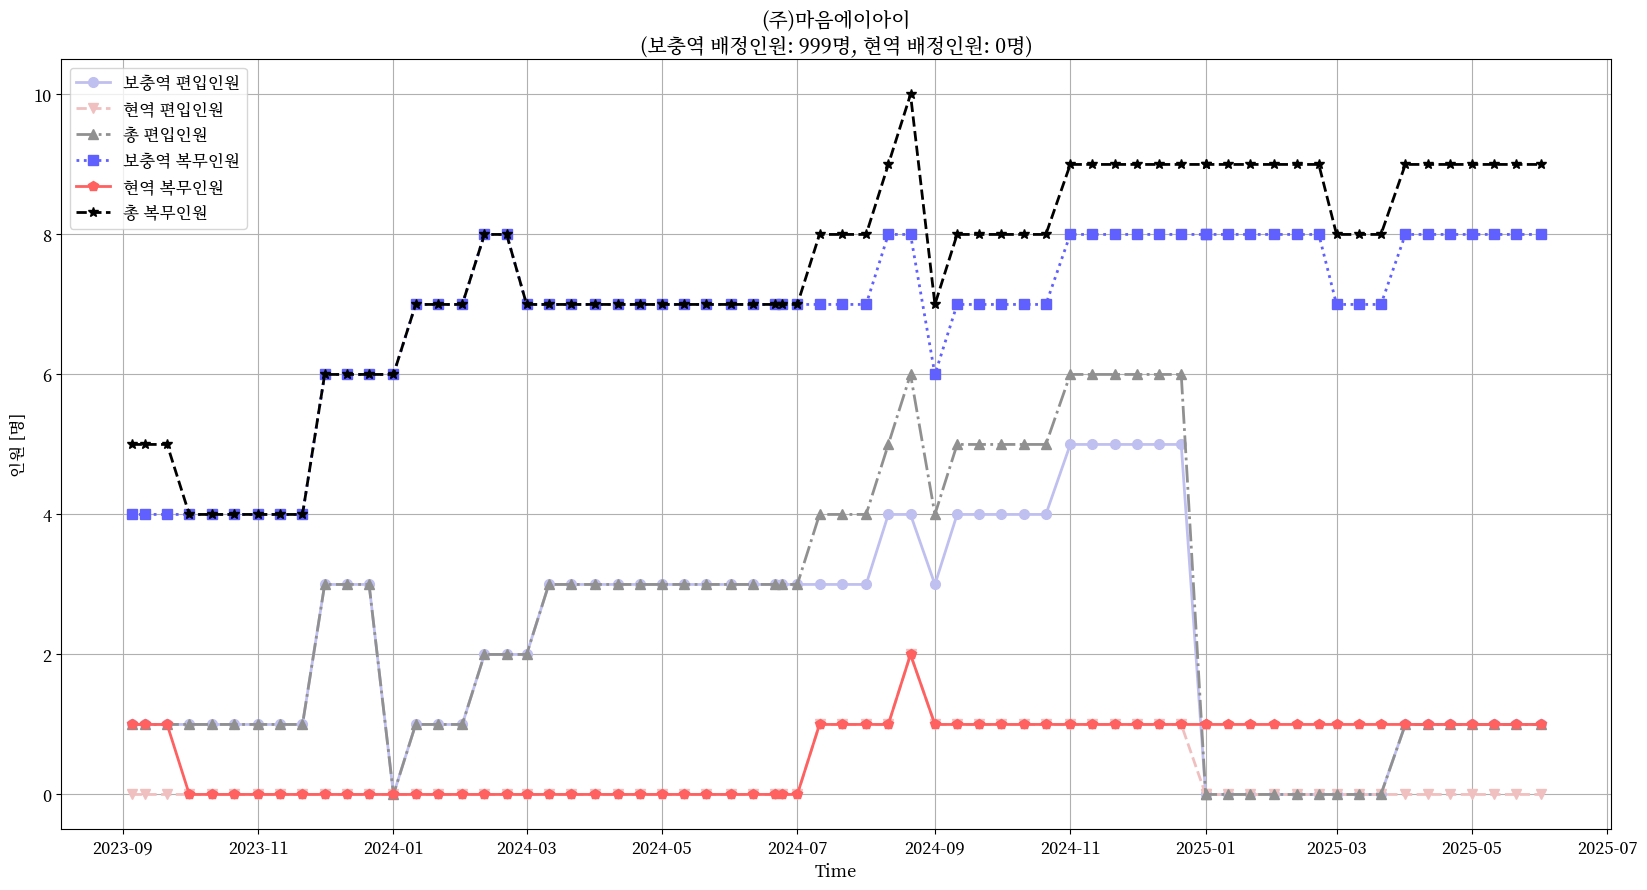 (주)마음에이아이
(보충역 배정인원: 999명, 현역 배정인원: 0명)
보충역 편입인원
현역 편입인원
총 편입인원
보충역 복무인원
현역 복무인원
총 복무인원
인원 [명]
10
8
6
4
2
0
2023-09
2023-11
2024-01
2024-03
2024-05
2024-07
2024-09
2024-11
2025-01
2025-03
2025-05
2025-07
Time